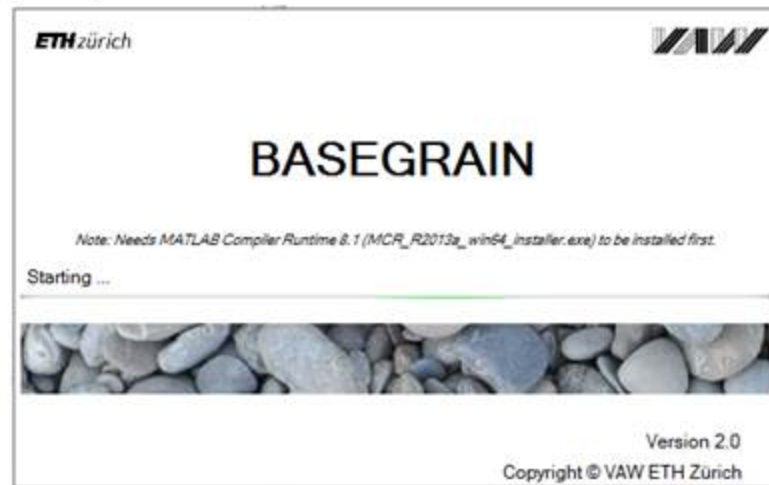 ETH zürich
VAW
BASEGRAIN
Note: Needs MATLAB Compiler Runtime 8.1 (MCR_R2013a_win64_installer.exe) to be installed first.
Starting ...
Version 2.0
Copyright © VAW ETH Zürich